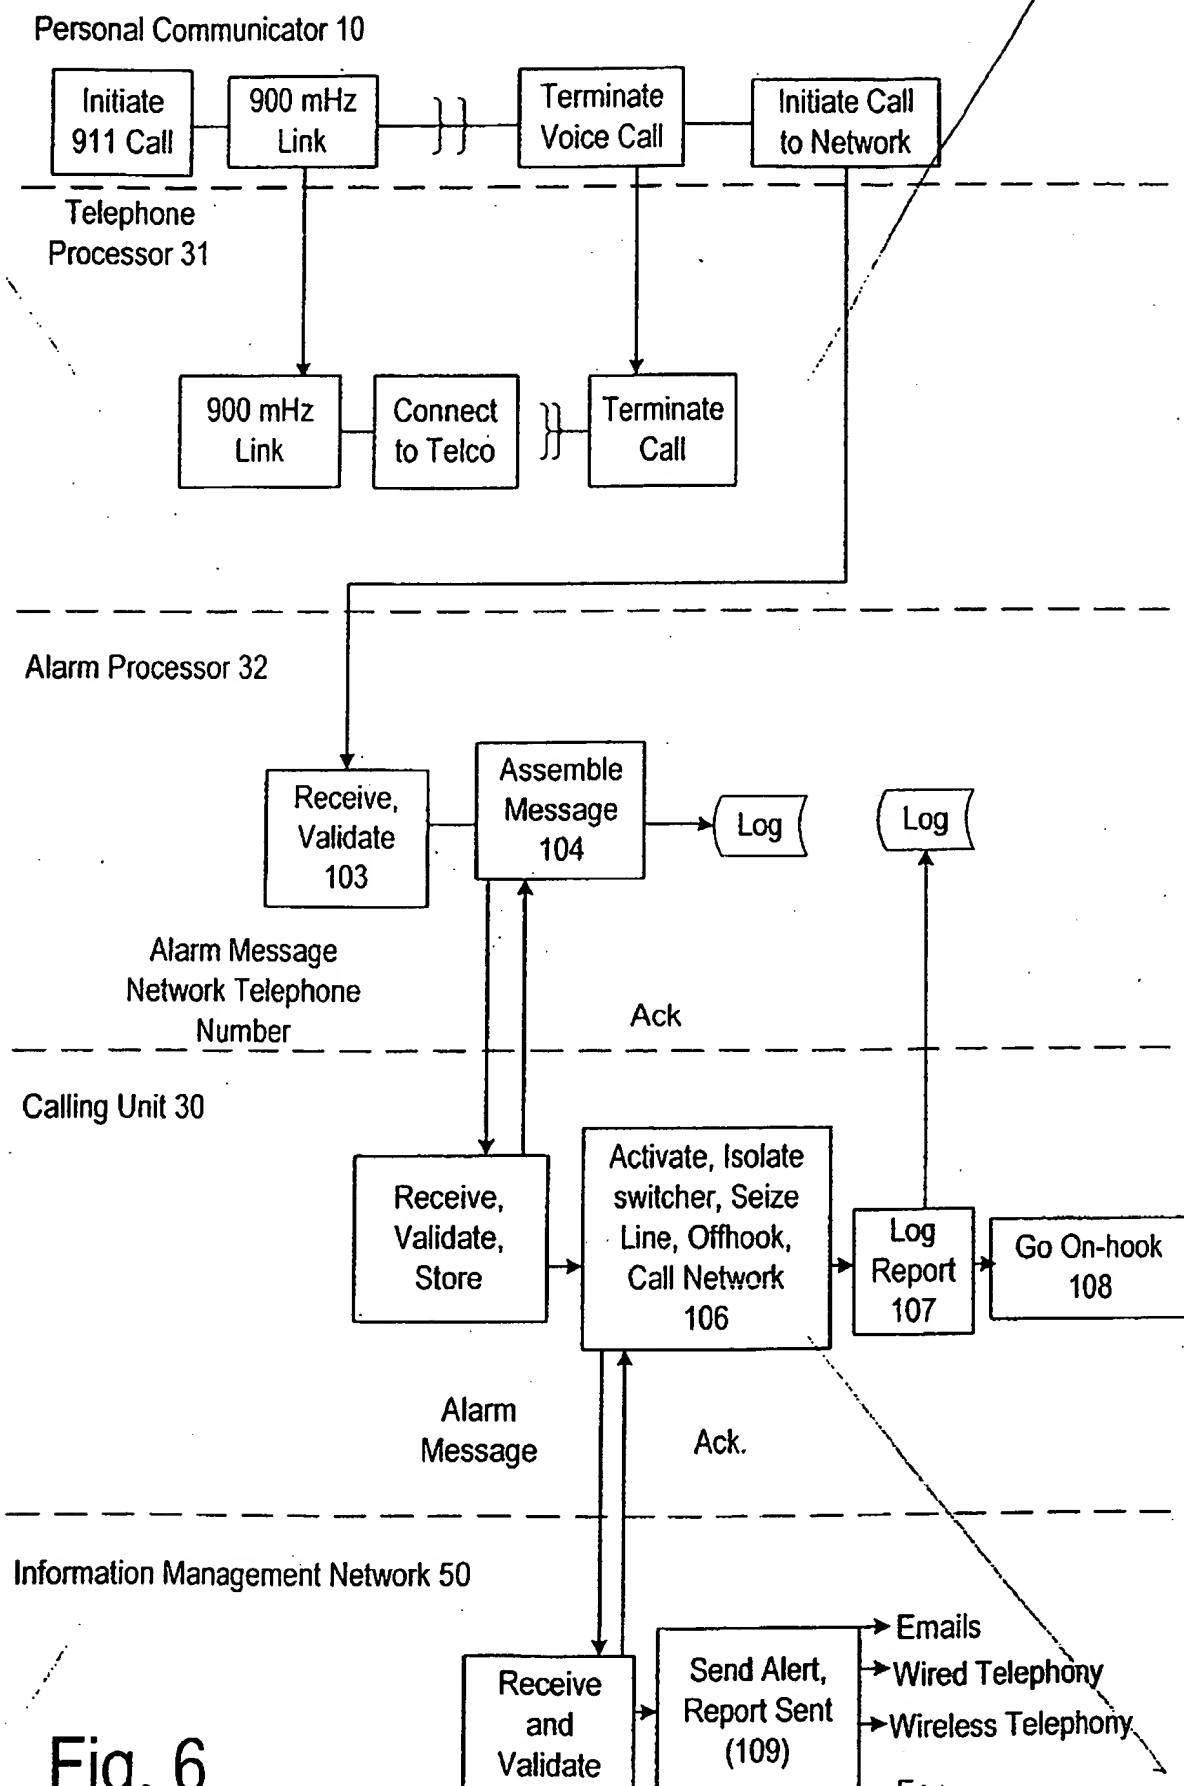 Personal Communicator 10
Initiate
911 Call
900 mHz
Link
Terminate
Voice Call
Initiate Call
to Network
Telephone
Processor 31
900 mHz
Link
Connect
to Telco
Terminate
Call
Alarm Processor 32
Receive,
Validate
103
Assemble
Message
104
Log
Log
Alarm Message
Network Telephone
Number
Ack
Calling Unit 30
Receive,
Validate,
Store
Activate, Isolate
switcher, Seize
Line, Offhook,
Call Network
106
Log
Report
107
Go On-hook
108
Alarm
Message
Ack.
Information Management Network 50
Receive
and
Validate
Send Alert,
Report Sent
(109)
Emails
Wired Telephony
Wireless Telephony
Fig. 6